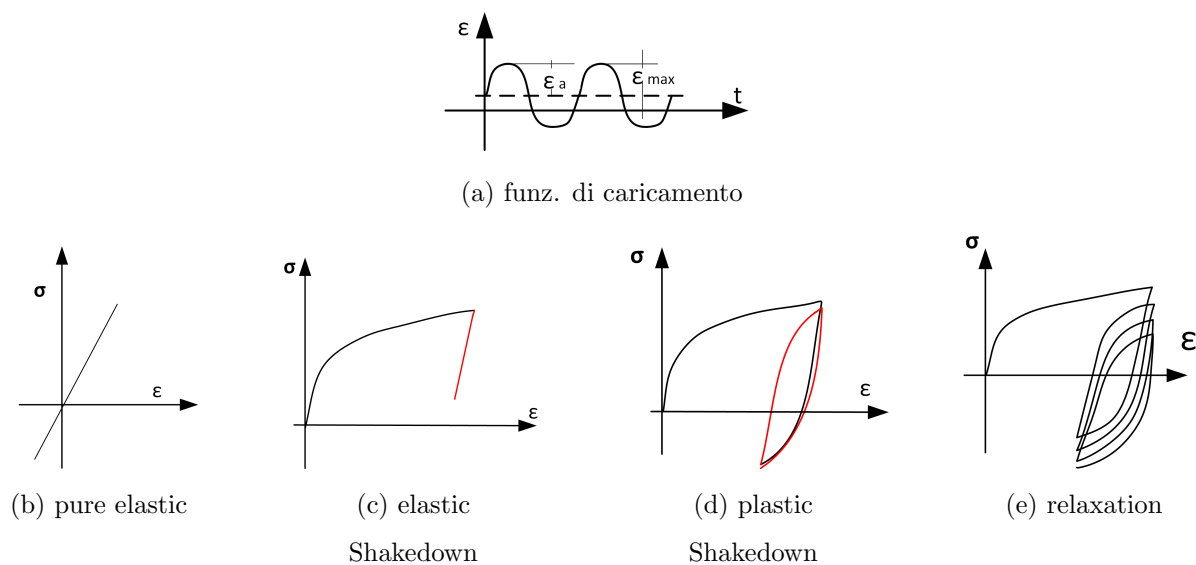 ε
ε a
ε max
t
(a) funz. di caricamento
σ
ε
(b) pure elastic
σ
ε
(c) elastic
Shakedown
σ
ε
(d) plastic
Shakedown
σ
ε
(e) relaxation